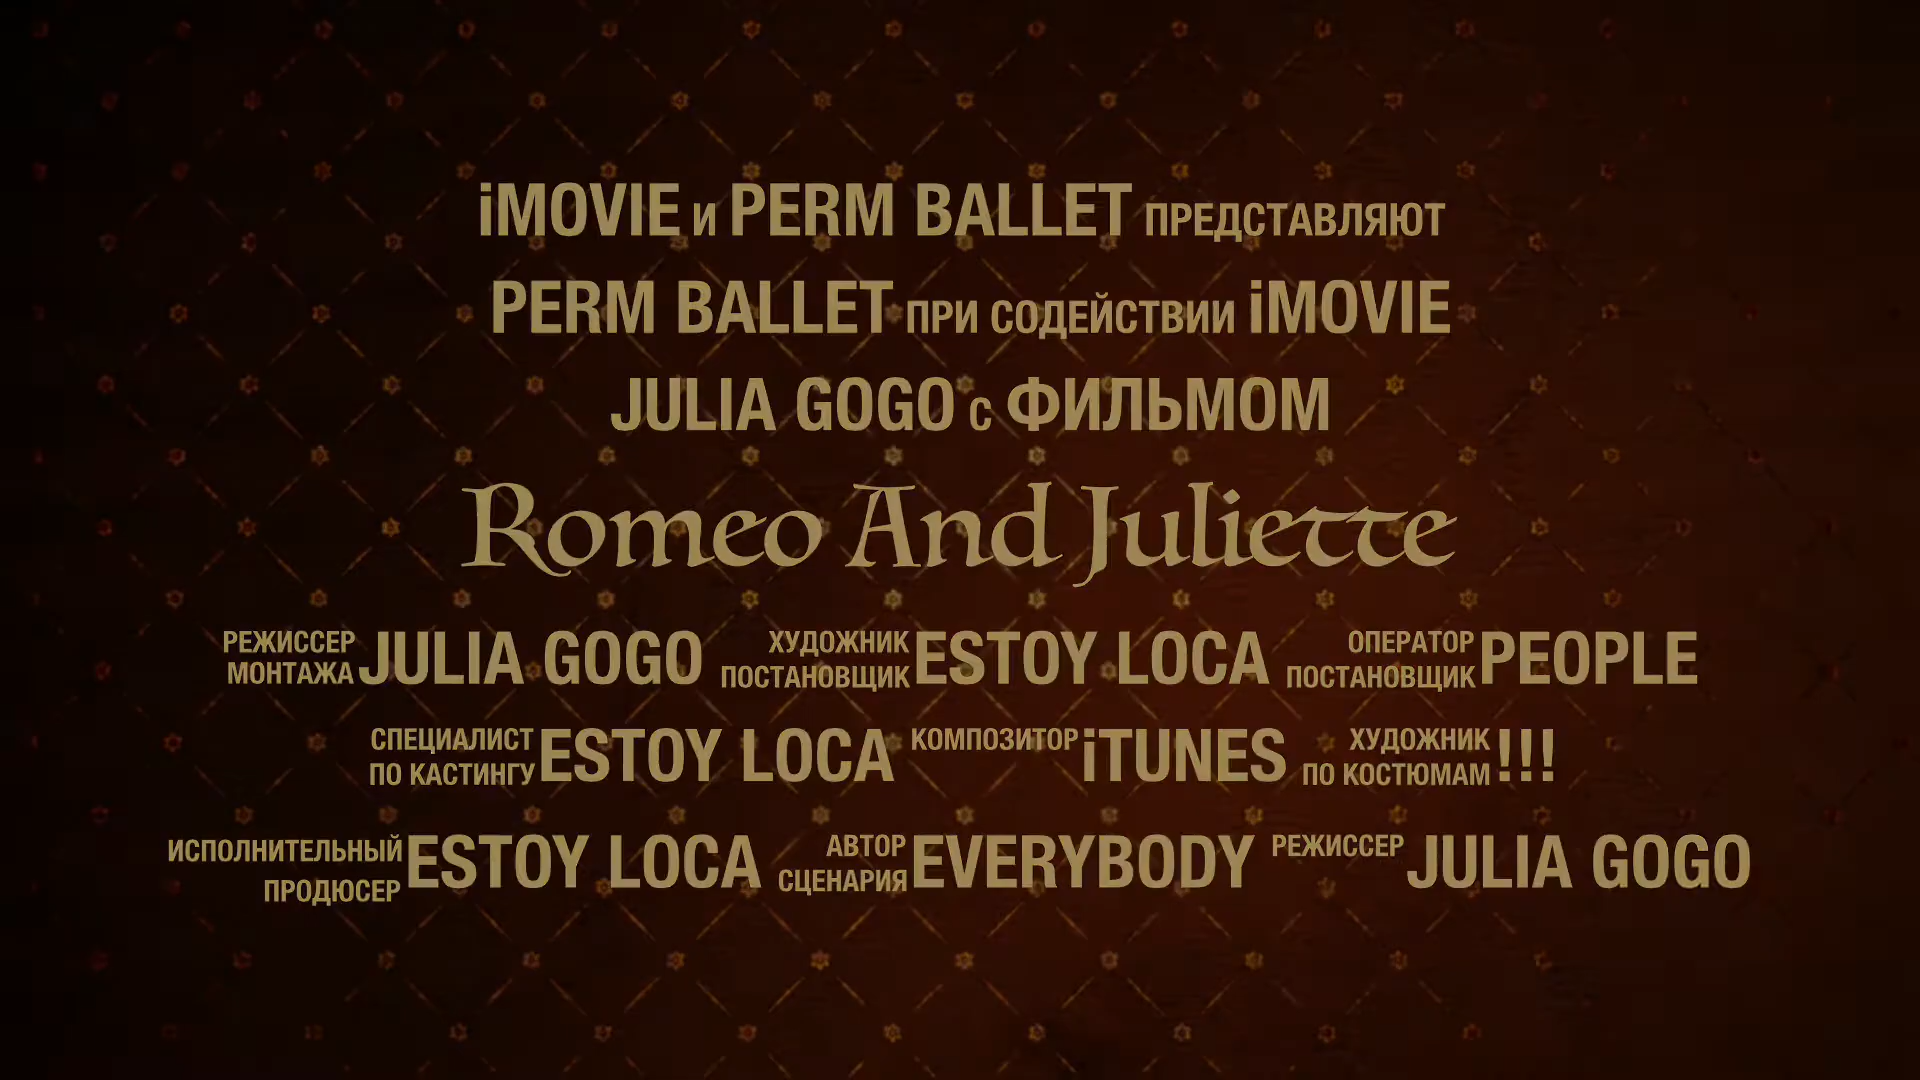 iMOVIE и PERM BALLET ПРЕДСТАВЛЯЮТ
PERM BALLET ПРИ СОДЕЙСТВИИ iMOVIE
JULIA GOGO С ФИЛЬМОМ
Romeo And Juliette
РЕЖИССЕР МОНТАЖА JULIA GOGO ХУДОЖНИК ПОСТАНОВЩИК ESTOY LOCA ОПЕРАТОР ПОСТАНОВЩИК PEOPLE
СПЕЦИАЛИСТ ПО КАСТИНГУ ESTOY LOCA КОМПОЗИТОР iTUNES ХУДОЖНИК ПО КОСТЮМАМ !!!
ИСПОЛНИТЕЛЬНЫЙ ПРОДЮСЕР ESTOY LOCA АВТОР СЦЕНАРИЯ EVERYBODY РЕЖИССЕР JULIA GOGO